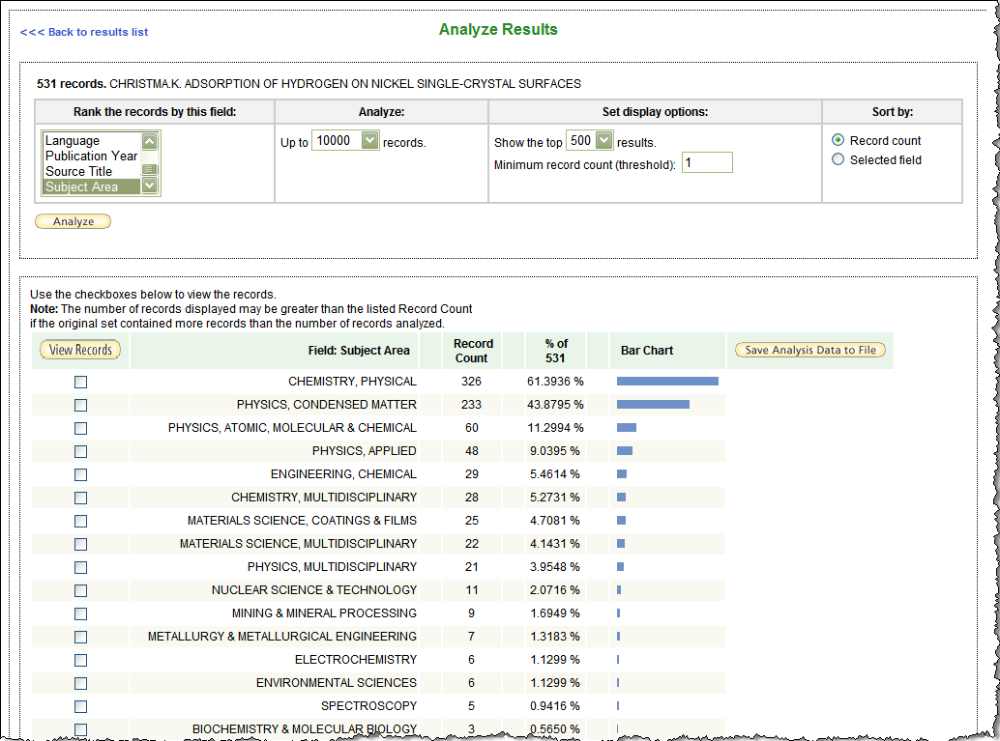 <<< Back to results list
Analyze Results
531 records. CHRISTMA.K. ADSORPTION OF HYDROGEN ON NICKEL SINGLE-CRYSTAL SURFACES
Rank the records by this field: Analyze: Set display options: Sort by:
Language
Publication Year
Source Title
Subject Area
Up to 10000 records.
Show the top 500 results.
Minimum record count (threshold): 1
Record count
Selected field
Analyze
Use the checkboxes below to view the records.
Note: The number of records displayed may be greater than the listed Record Count
if the original set contained more records than the number of records analyzed.
View Records Field: Subject Area Record Count % of 531 Bar Chart Save Analysis Data to File
CHEMISTRY, PHYSICAL 326 61.3936 %
PHYSICS, CONDENSED MATTER 233 43.8795 %
PHYSICS, ATOMIC, MOLECULAR & CHEMICAL 60 11.2994 %
PHYSICS, APPLIED 48 9.0395 %
ENGINEERING, CHEMICAL 29 5.4614 %
CHEMISTRY, MULTIDISCIPLINARY 28 5.2731 %
MATERIALS SCIENCE, COATINGS & FILMS 25 4.7081 %
MATERIALS SCIENCE, MULTIDISCIPLINARY 22 4.1431 %
PHYSICS, MULTIDISCIPLINARY 21 3.9548 %
NUCLEAR SCIENCE & TECHNOLOGY 11 2.0716 %
MINING & MINERAL PROCESSING 9 1.6949 %
METALLURGY & METALLURGICAL ENGINEERING 7 1.3183 %
ELECTROCHEMISTRY 6 1.1299 %
ENVIRONMENTAL SCIENCES 6 1.1299 %
SPECTROSCOPY 5 0.9416 %
BIOCHEMISTRY & MOLECULAR BIOLOGY 3 0.5650 %